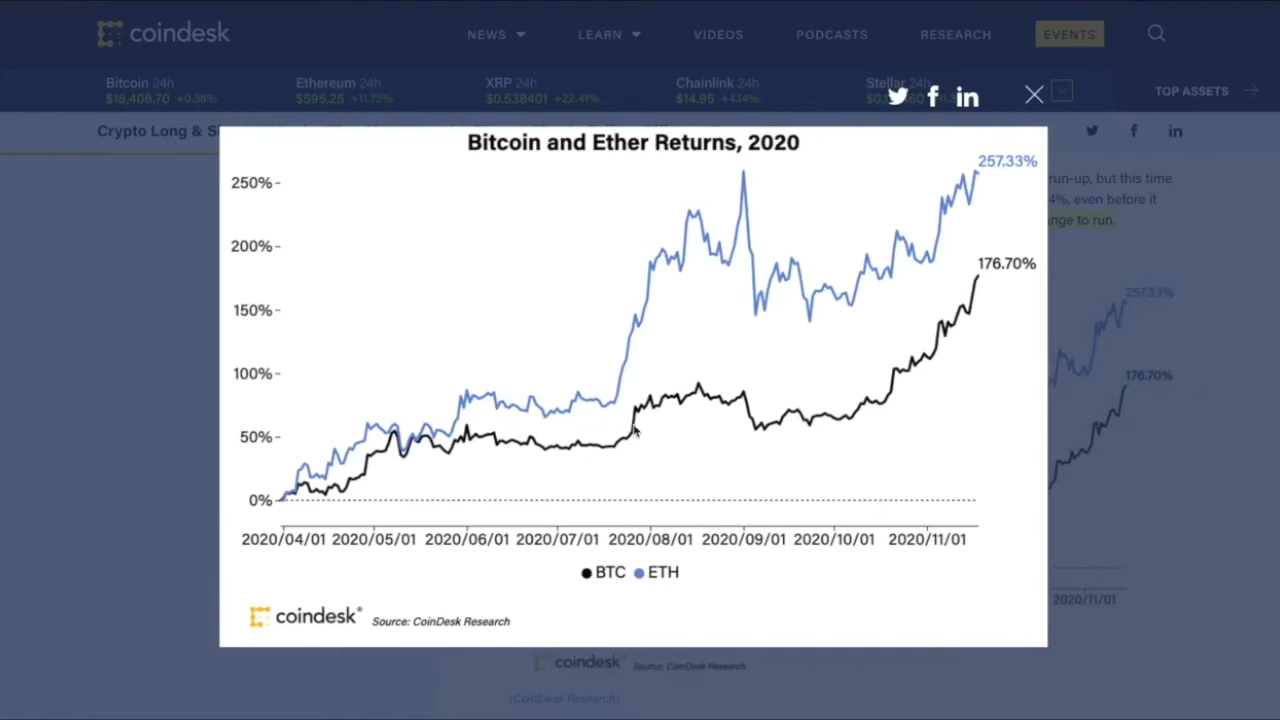 coindesk
NEWS LEARN VIDEOS PODCASTS RESEARCH EVENTS
Bitcoin 24h Ethereum 24h XRP 24h Chainlink 24h Stellar 24h
$18,406.70 +0.38% $595.25 +11.75% $0.538401 +22.41% $14.95 +4.14%
TOP ASSETS
Crypto Long & S
Bitcoin and Ether Returns, 2020
257.33%
250%
200%
176.70%
150%
100%
50%
0%
2020/04/01 2020/05/01 2020/06/01 2020/07/01 2020/08/01 2020/09/01 2020/10/01 2020/11/01
BTC ETH
coindesk Source: CoinDesk Research
run-up, but this time
4%, even before it
nge to run.
257.33%
176.70%
2020/11/01
coindesk Source: CoinDesk Research
(CoinDesk Research)